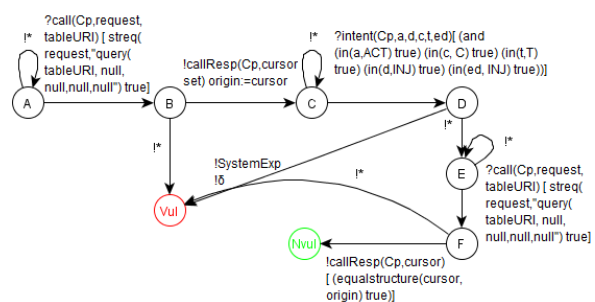 ?call(Cp,request,
tableURI) [ streq(
request,"query(
tableURI, null,
null,null,null") true]
!*
A
B
!callResp(Cp,cursor
set) origin:=cursor
!*
C
?intent(Cp,a,d,c,t,ed)[ (and
(in(a,ACT) true) (in(c, C) true) (in(t,T)
true) (in(d,INJ) true) (in(ed, INJ) true))]
D
!*
!*
!*
E
?call(Cp,request,
tableURI) [ streq(
request,"query(
tableURI, null,
null,null,null") true]
!SystemExp
!δ
!*
Vul
F
Nvul
!callResp(Cp,cursor)
[ (equalstructure(cursor,
origin) true)]